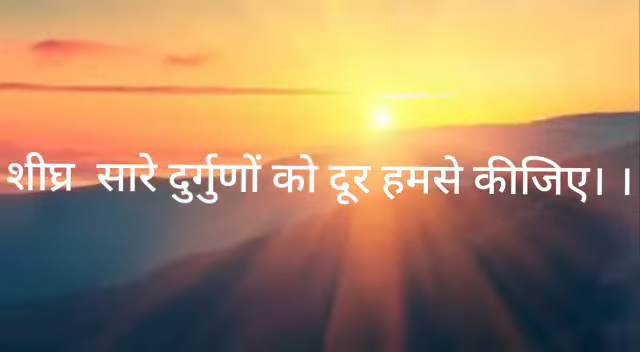 शीघ्र सारे दुर्गुणों को दूर हमसे कीजिए। ।